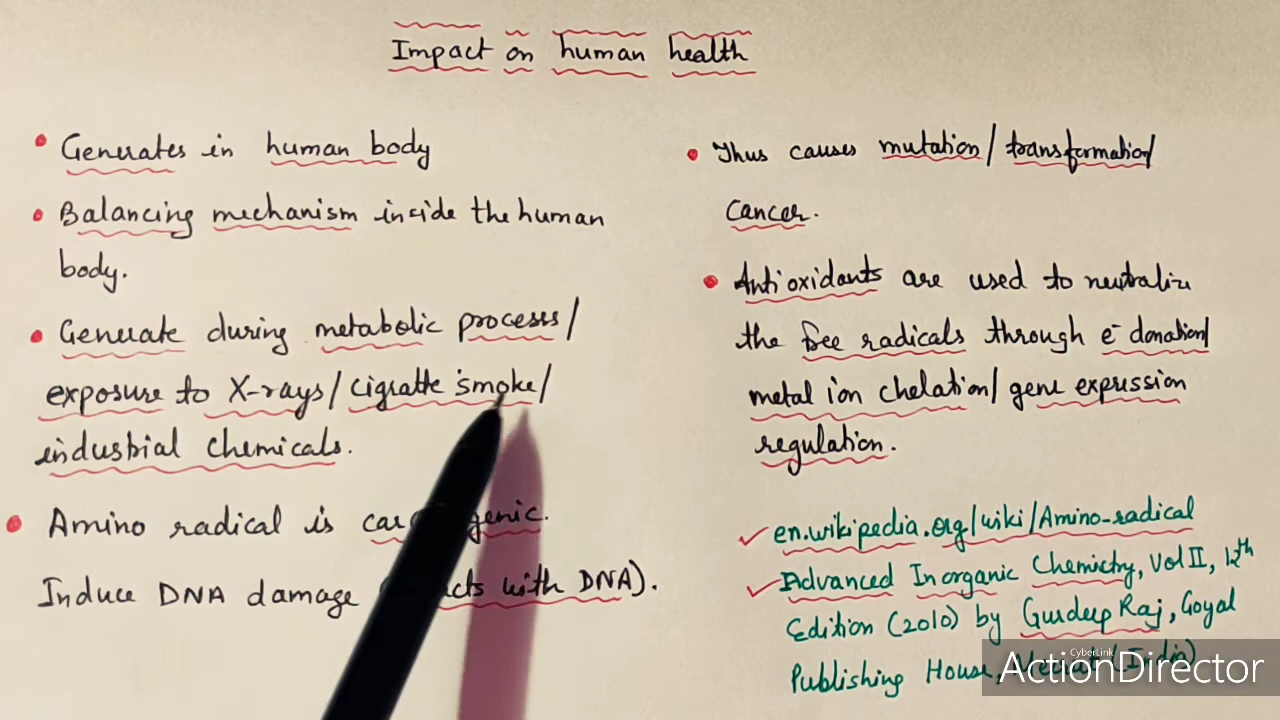 Impact on human health
Generates in human body
Balancing mechanism inside the human
body.
Generate during metabolic process/
exposure to X-rays/cigratte smoke/
industrial chemicals.
Amino radical is
Induce DNA damage with DNA).
Thus causes mutation/transformation/
cancer.
Antioxidants are used to neutralize
the free radicals through e- donation/
metal ion chelation/gene expression
regulation.
en.wikipedia.org/wiki/Amino-radical
Advanced Inorganic Chemistry, Vol II, 12th
Edition (2010) by Gurdeep Raj, Goyal
Publishing House,
CyberLink
ActionDirector